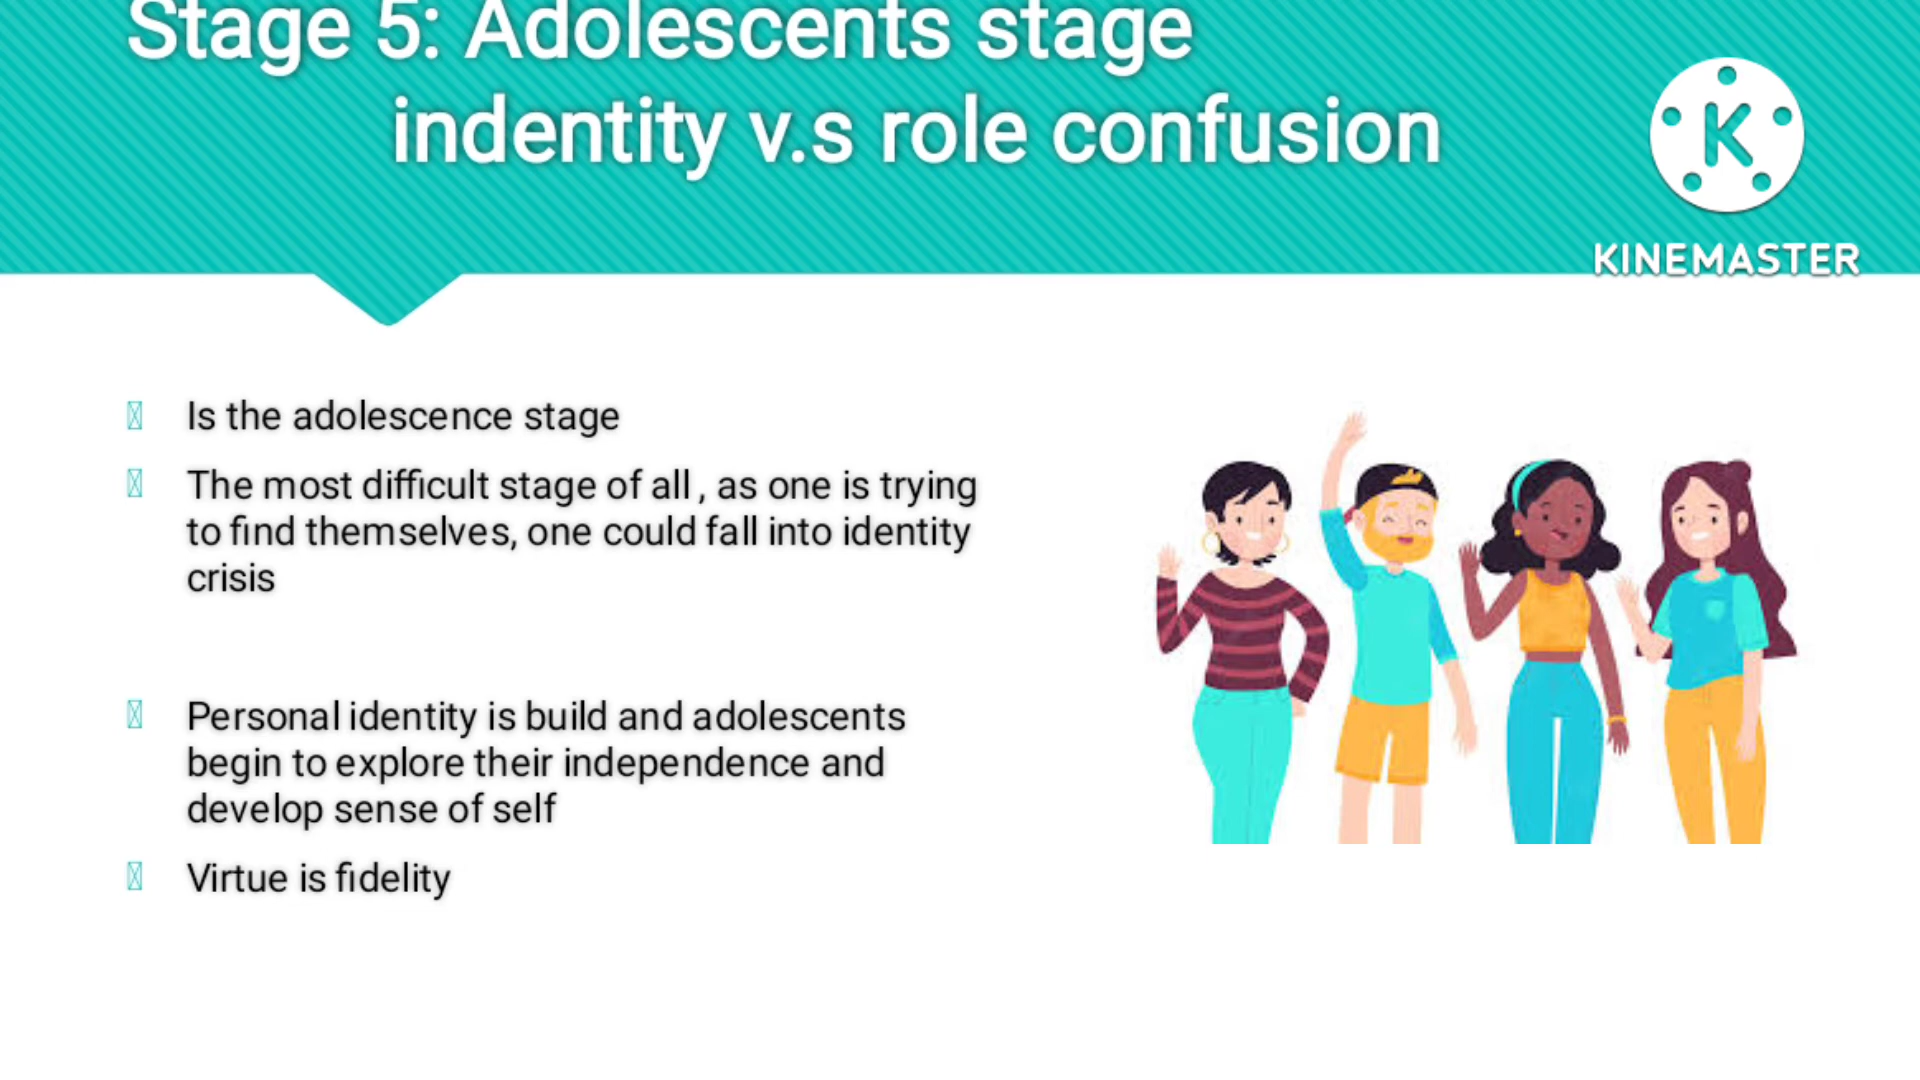 Stage 5: Adolescents stage
indentity v.s role confusion
K
KINEMASTER
Is the adolescence stage
The most difficult stage of all , as one is trying
to find themselves, one could fall into identity
crisis
Personal identity is build and adolescents
begin to explore their independence and
develop sense of self
Virtue is fidelity